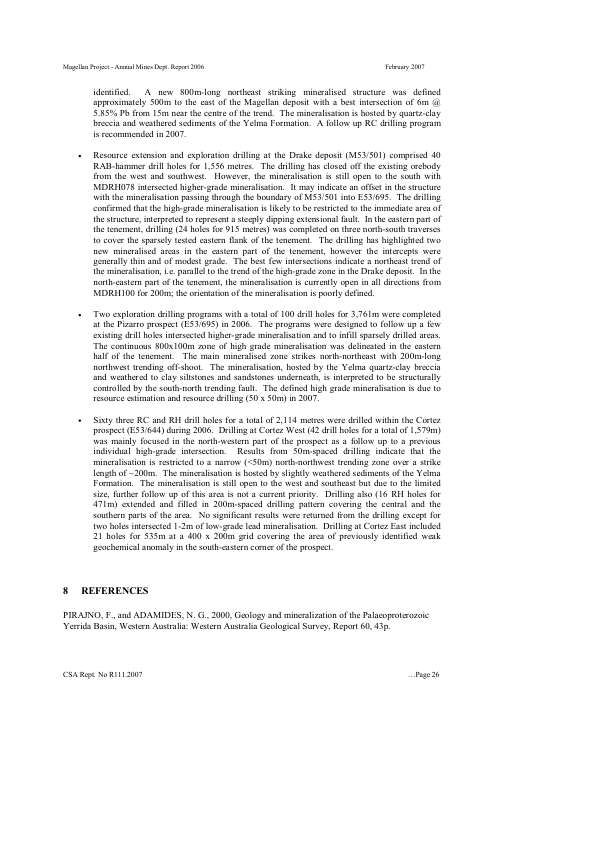 Magellan Project - Annual Mines Dept. Report 2006 February 2007
identified. A new 800m-long northeast striking mineralised structure was defined
approximately 500m to the east of the Magellan deposit with a best intersection of 6m @
5.85% Pb from 15m near the centre of the trend. The mineralisation is hosted by quartz-clay
breccia and weathered sediments of the Yelma Formation. A follow up RC drilling program
is recommended in 2007.
• Resource extension and exploration drilling at the Drake deposit (M53/501) comprised 40
RAB-hammer drill holes for 1,556 metres. The drilling has closed off the existing orebody
from the west and southwest. However, the mineralisation is still open to the south with
MDRH078 intersected higher-grade mineralisation. It may indicate an offset in the structure
with the mineralisation passing through the boundary of M53/501 into E53/695. The drilling
confirmed that the high-grade mineralisation is likely to be restricted to the immediate area of
the structure, interpreted to represent a steeply dipping extensional fault. In the eastern part of
the tenement, drilling (24 holes for 915 metres) was completed on three north-south traverses
to cover the sparsely tested eastern flank of the tenement. The drilling has highlighted two
new mineralised areas in the eastern part of the tenement, however the intercepts were
generally thin and of modest grade. The best few intersections indicate a northeast trend of
the mineralisation, i.e. parallel to the trend of the high-grade zone in the Drake deposit. In the
north-eastern part of the tenement, the mineralisation is currently open in all directions from
MDRH100 for 200m; the orientation of the mineralisation is poorly defined.
• Two exploration drilling programs with a total of 100 drill holes for 3,761m were completed
at the Pizarro prospect (E53/695) in 2006. The programs were designed to follow up a few
existing drill holes intersected higher-grade mineralisation and to infill sparsely drilled areas.
The continuous 800x100m zone of high grade mineralisation was delineated in the eastern
half of the tenement. The main mineralised zone strikes north-northeast with 200m-long
northwest trending off-shoot. The mineralisation, hosted by the Yelma quartz-clay breccia
and weathered to clay siltstones and sandstones underneath, is interpreted to be structurally
controlled by the south-north trending fault. The defined high grade mineralisation is due to
resource estimation and resource drilling (50 x 50m) in 2007.
• Sixty three RC and RH drill holes for a total of 2,114 metres were drilled within the Cortez
prospect (E53/644) during 2006. Drilling at Cortez West (42 drill holes for a total of 1,579m)
was mainly focused in the north-western part of the prospect as a follow up to a previous
individual high-grade intersection. Results from 50m-spaced drilling indicate that the
mineralisation is restricted to a narrow (<50m) north-northwest trending zone over a strike
length of ~200m. The mineralisation is hosted by slightly weathered sediments of the Yelma
Formation. The mineralisation is still open to the west and southeast but due to the limited
size, further follow up of this area is not a current priority. Drilling also (16 RH holes for
471m) extended and filled in 200m-spaced drilling pattern covering the central and the
southern parts of the area. No significant results were returned from the drilling except for
two holes intersected 1-2m of low-grade lead mineralisation. Drilling at Cortez East included
21 holes for 535m at a 400 x 200m grid covering the area of previously identified weak
geochemical anomaly in the south-eastern corner of the prospect.
8 REFERENCES
PIRAJNO, F., and ADAMIDES, N. G., 2000, Geology and mineralization of the Palaeoproterozoic
Yerrida Basin, Western Australia: Western Australia Geological Survey, Report 60, 43p.
CSA Rept. No R111.2007 …Page 26